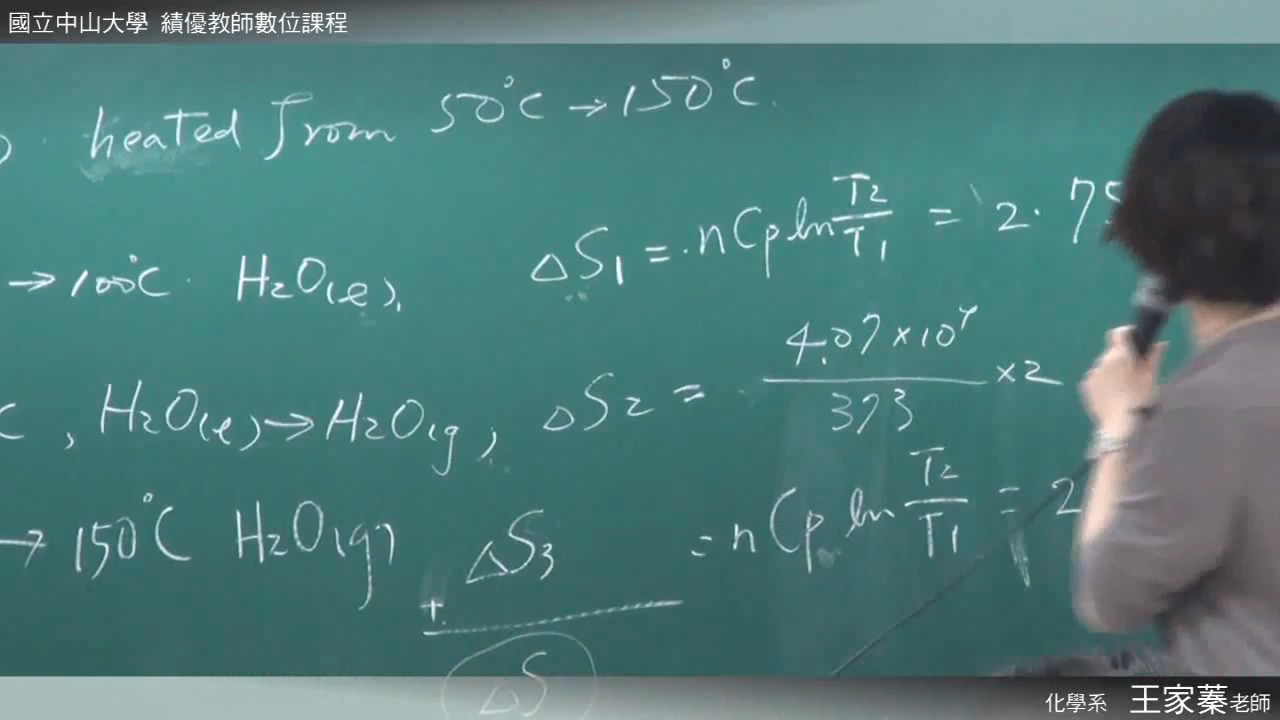 國立中山大學 績優教師數位課程
heated from 50°C → 150°C.
→ 100°C. H₂O(ℓ), ΔS₁ = nCp ln T₂/T₁ = 2.75
C, H₂O(ℓ) → H₂O(g), ΔS₂ = 4.07×10⁴/373 ×2
→ 150°C H₂O(g) ΔS₃ = nCp ln T₂/T₁ = 2
+
ΔS
化學系 王家蓁老師